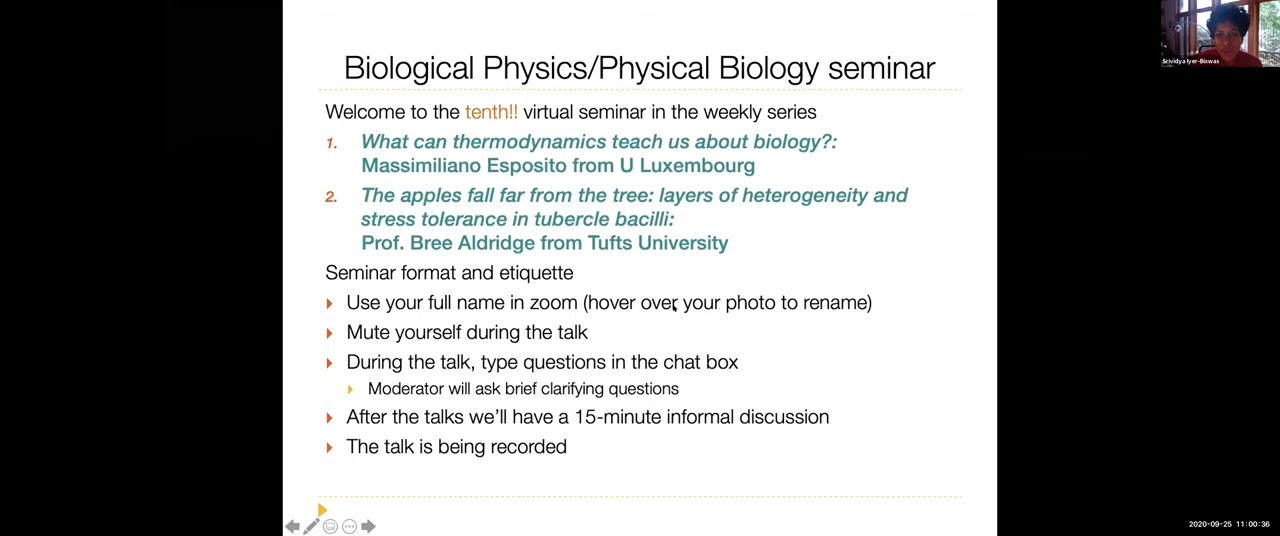 Biological Physics/Physical Biology seminar
Srividya Iyer-Biswas
Welcome to the tenth!! virtual seminar in the weekly series
1. What can thermodynamics teach us about biology?:
Massimiliano Esposito from U Luxembourg
2. The apples fall far from the tree: layers of heterogeneity and
stress tolerance in tubercle bacilli:
Prof. Bree Aldridge from Tufts University
Seminar format and etiquette
Use your full name in zoom (hover over your photo to rename)
Mute yourself during the talk
During the talk, type questions in the chat box
Moderator will ask brief clarifying questions
After the talks we'll have a 15-minute informal discussion
The talk is being recorded
2020-09-25 11:00:36